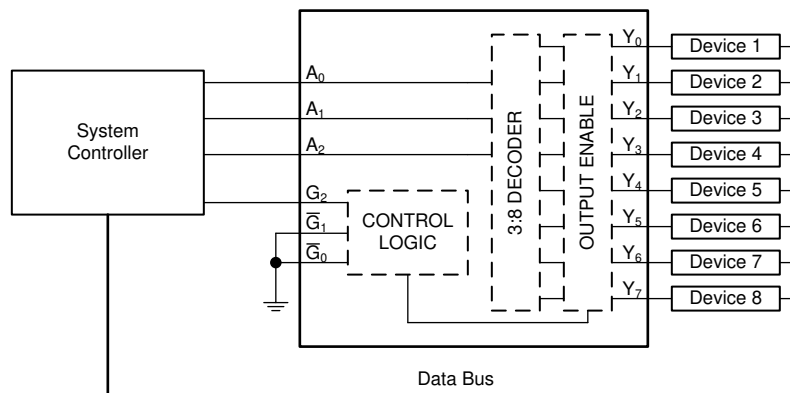 System
Controller
A0
A1
A2
G2
G̅1
G̅0
CONTROL
LOGIC
3:8 DECODER
OUTPUT ENABLE
Y0
Y1
Y2
Y3
Y4
Y5
Y6
Y7
Device 1
Device 2
Device 3
Device 4
Device 5
Device 6
Device 7
Device 8
Data Bus